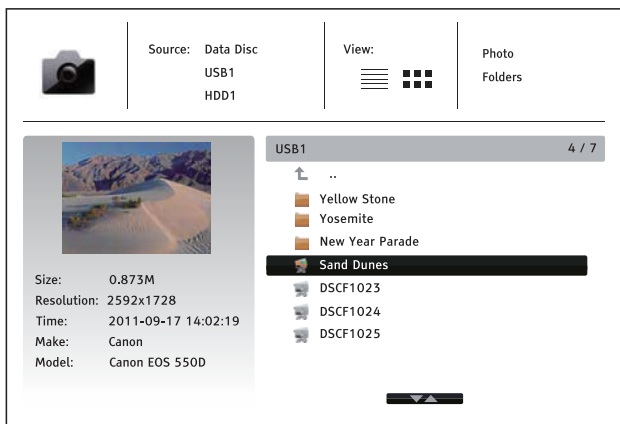 Source: Data Disc
USB1
HDD1
View:
Photo
Folders
USB1 4 / 7
..
Yellow Stone
Yosemite
New Year Parade
Sand Dunes
DSCF1023
DSCF1024
DSCF1025
Size: 0.873M
Resolution: 2592x1728
Time: 2011-09-17 14:02:19
Make: Canon
Model: Canon EOS 550D